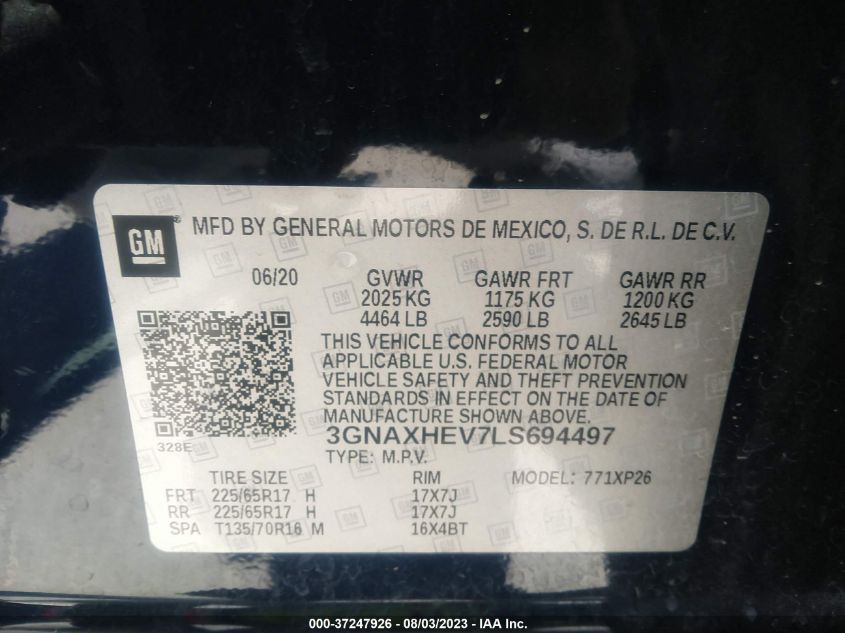 GM ® MFD BY GENERAL MOTORS DE MEXICO, S. DE R.L. DE C.V.
06/20 GVWR GAWR FRT GAWR RR
2025 KG 1175 KG 1200 KG
4464 LB 2590 LB 2645 LB
THIS VEHICLE CONFORMS TO ALL
APPLICABLE U.S. FEDERAL MOTOR
VEHICLE SAFETY AND THEFT PREVENTION
STANDARDS IN EFFECT ON THE DATE OF
MANUFACTURE SHOWN ABOVE.
328E 3GNAXHEV7LS694497
TYPE: M.P.V.
TIRE SIZE RIM MODEL: 771XP26
FRT 225/65R17 H 17X7J
RR 225/65R17 H 17X7J
SPA T135/70R16 M 16X4BT
000-37247926 - 08/03/2023 - IAA Inc.